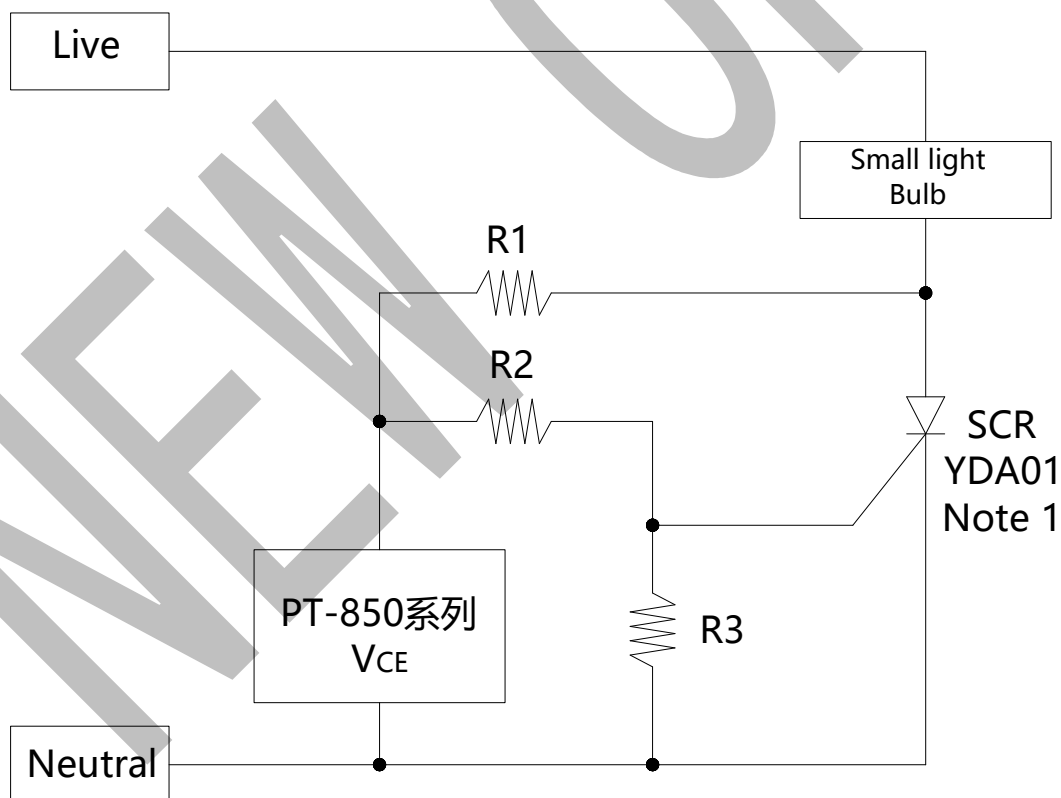 Live
Small light
Bulb
R1
R2
SCR
YDA01
Note 1
PT-850系列
VCE
R3
Neutral
NEW